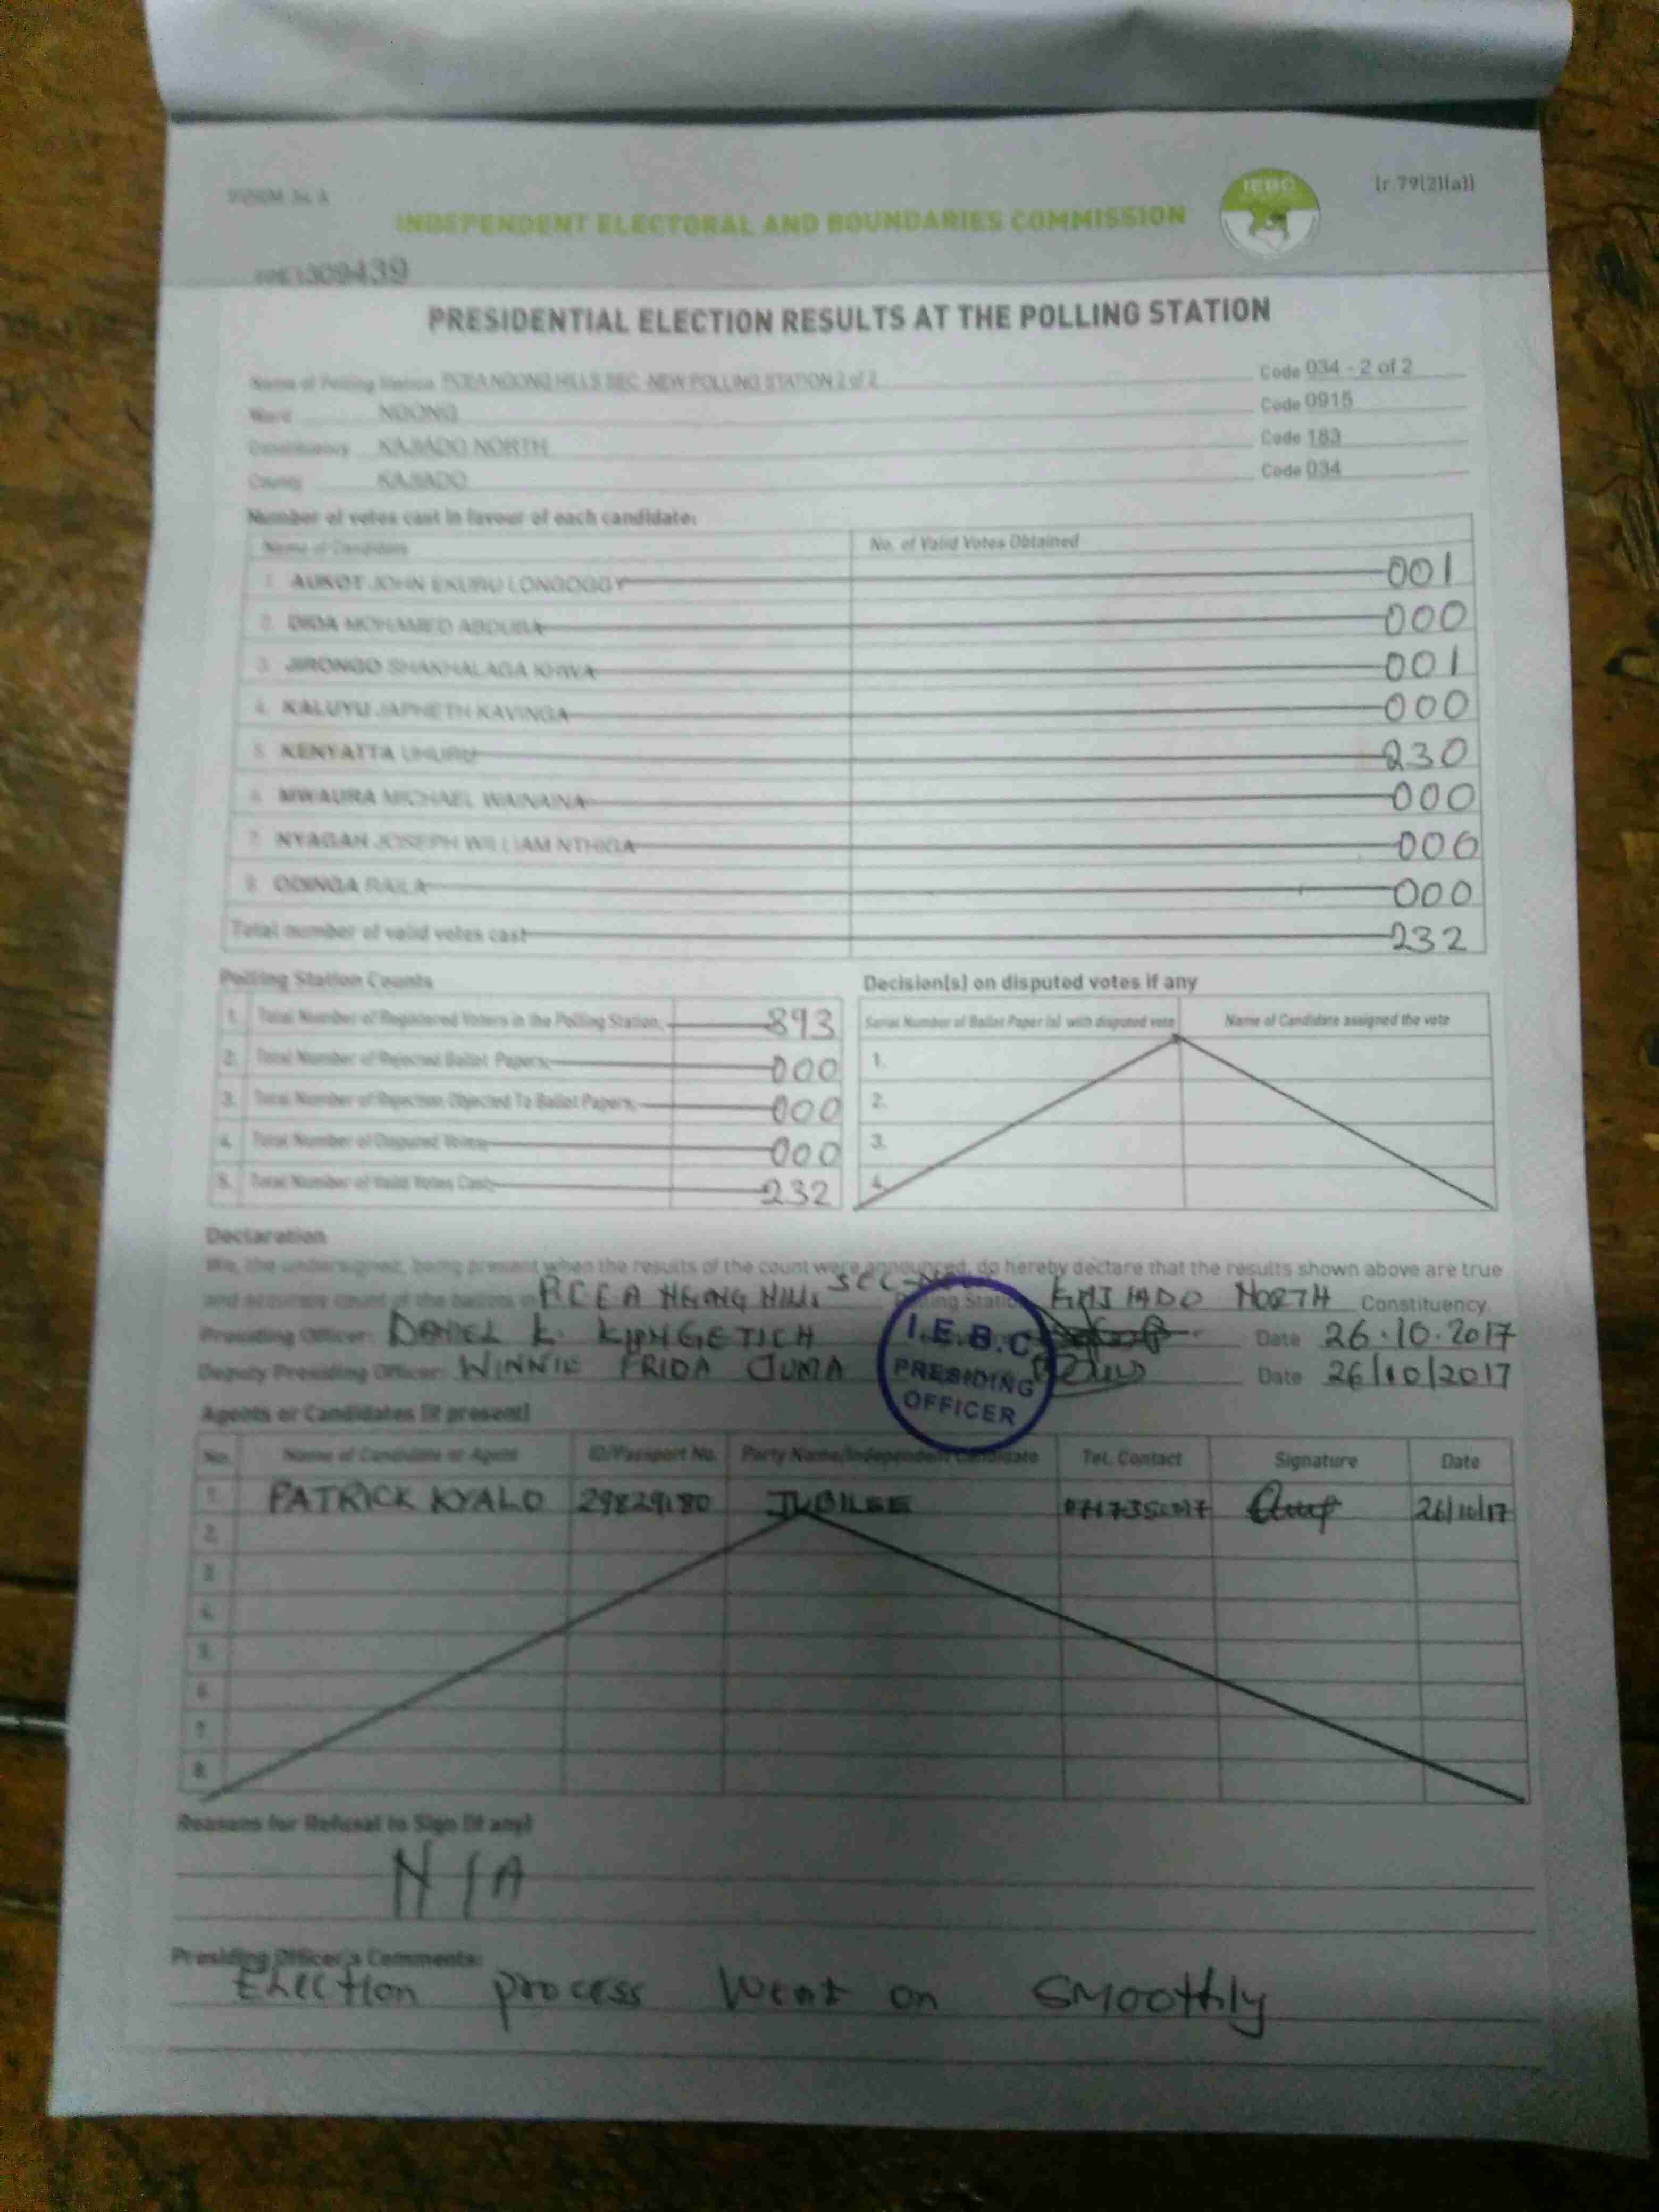 FORM 34 A
(r.79(2)(a))
IEBC
INDEPENDENT ELECTORAL AND BOUNDARIES COMMISSION
1309439
PRESIDENTIAL ELECTION RESULTS AT THE POLLING STATION
Name of Polling Station PCEA NGONG HILLS SEC -NEW POLLING STATION 2 of 2 Code 034 - 2 of 2
Ward NGONG Code 0915
Constituency KAJIADO NORTH Code 183
County KAJIADO Code 034
Number of votes cast in favour of each candidate:
Name of Candidate No. of Valid Votes Obtained
1. AUKOT JOHN EKURU LONGOGGY 001
2. DIDA MOHAMED ABDUBA 000
3. JIRONGO SHAKHALAGA KHWA 001
4. KALUYU JAPHETH KAVINGA 000
5. KENYATTA UHURU 230
6. MWAURA MICHAEL WAINAINA 000
7. NYAGAH JOSEPH WILLIAM NTHIGA 000
8. ODINGA RAILA 000
Total number of valid votes cast 232
Polling Station Counts
1. Total Number of Registered Voters in the Polling Station 893
2. Total Number of Rejected Ballot Papers 000
3. Total Number of Rejection Objected To Ballot Papers 000
4. Total Number of Disputed Votes 000
5. Total Number of Valid Votes Cast 232
Decision(s) on disputed votes if any
Serial Number of Ballot Paper (s) with disputed vote Name of Candidate assigned the vote
1.
2.
3.
4.
Declaration
We, the undersigned, being present when the results of the count were announced, do hereby declare that the results shown above are true
and accurate count of the ballots in PCEA NGONG HILLS SEC-NEW Polling Station KAJIADO NORTH Constituency.
Presiding Officer: DANIEL K. KIPNGETICH Date 26.10.2017
Deputy Presiding Officer: WINNIE FRIDA JUMA Date 26/10/2017
I.E.B.C
PRESIDING
OFFICER
Agents or Candidates (if present)
No. Name of Candidate or Agent ID/Passport No. Party Name/Independent Candidate Tel. Contact Signature Date
1. PATRICK KYALO 29829180 JUBILEE 26/10/17
2.
3.
4.
5.
6.
7.
8.
Reasons for Refusal to Sign (if any)
N/A
Presiding Officer's Comments:
Election process went on smoothly